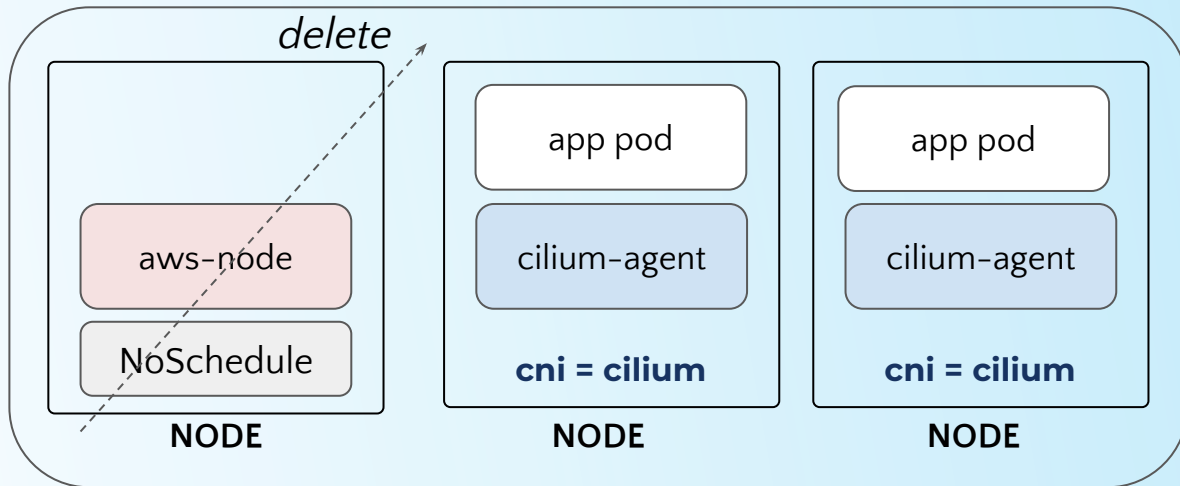 delete
aws-node
NoSchedule
NODE
app pod
cilium-agent
cni = cilium
NODE
app pod
cilium-agent
cni = cilium
NODE